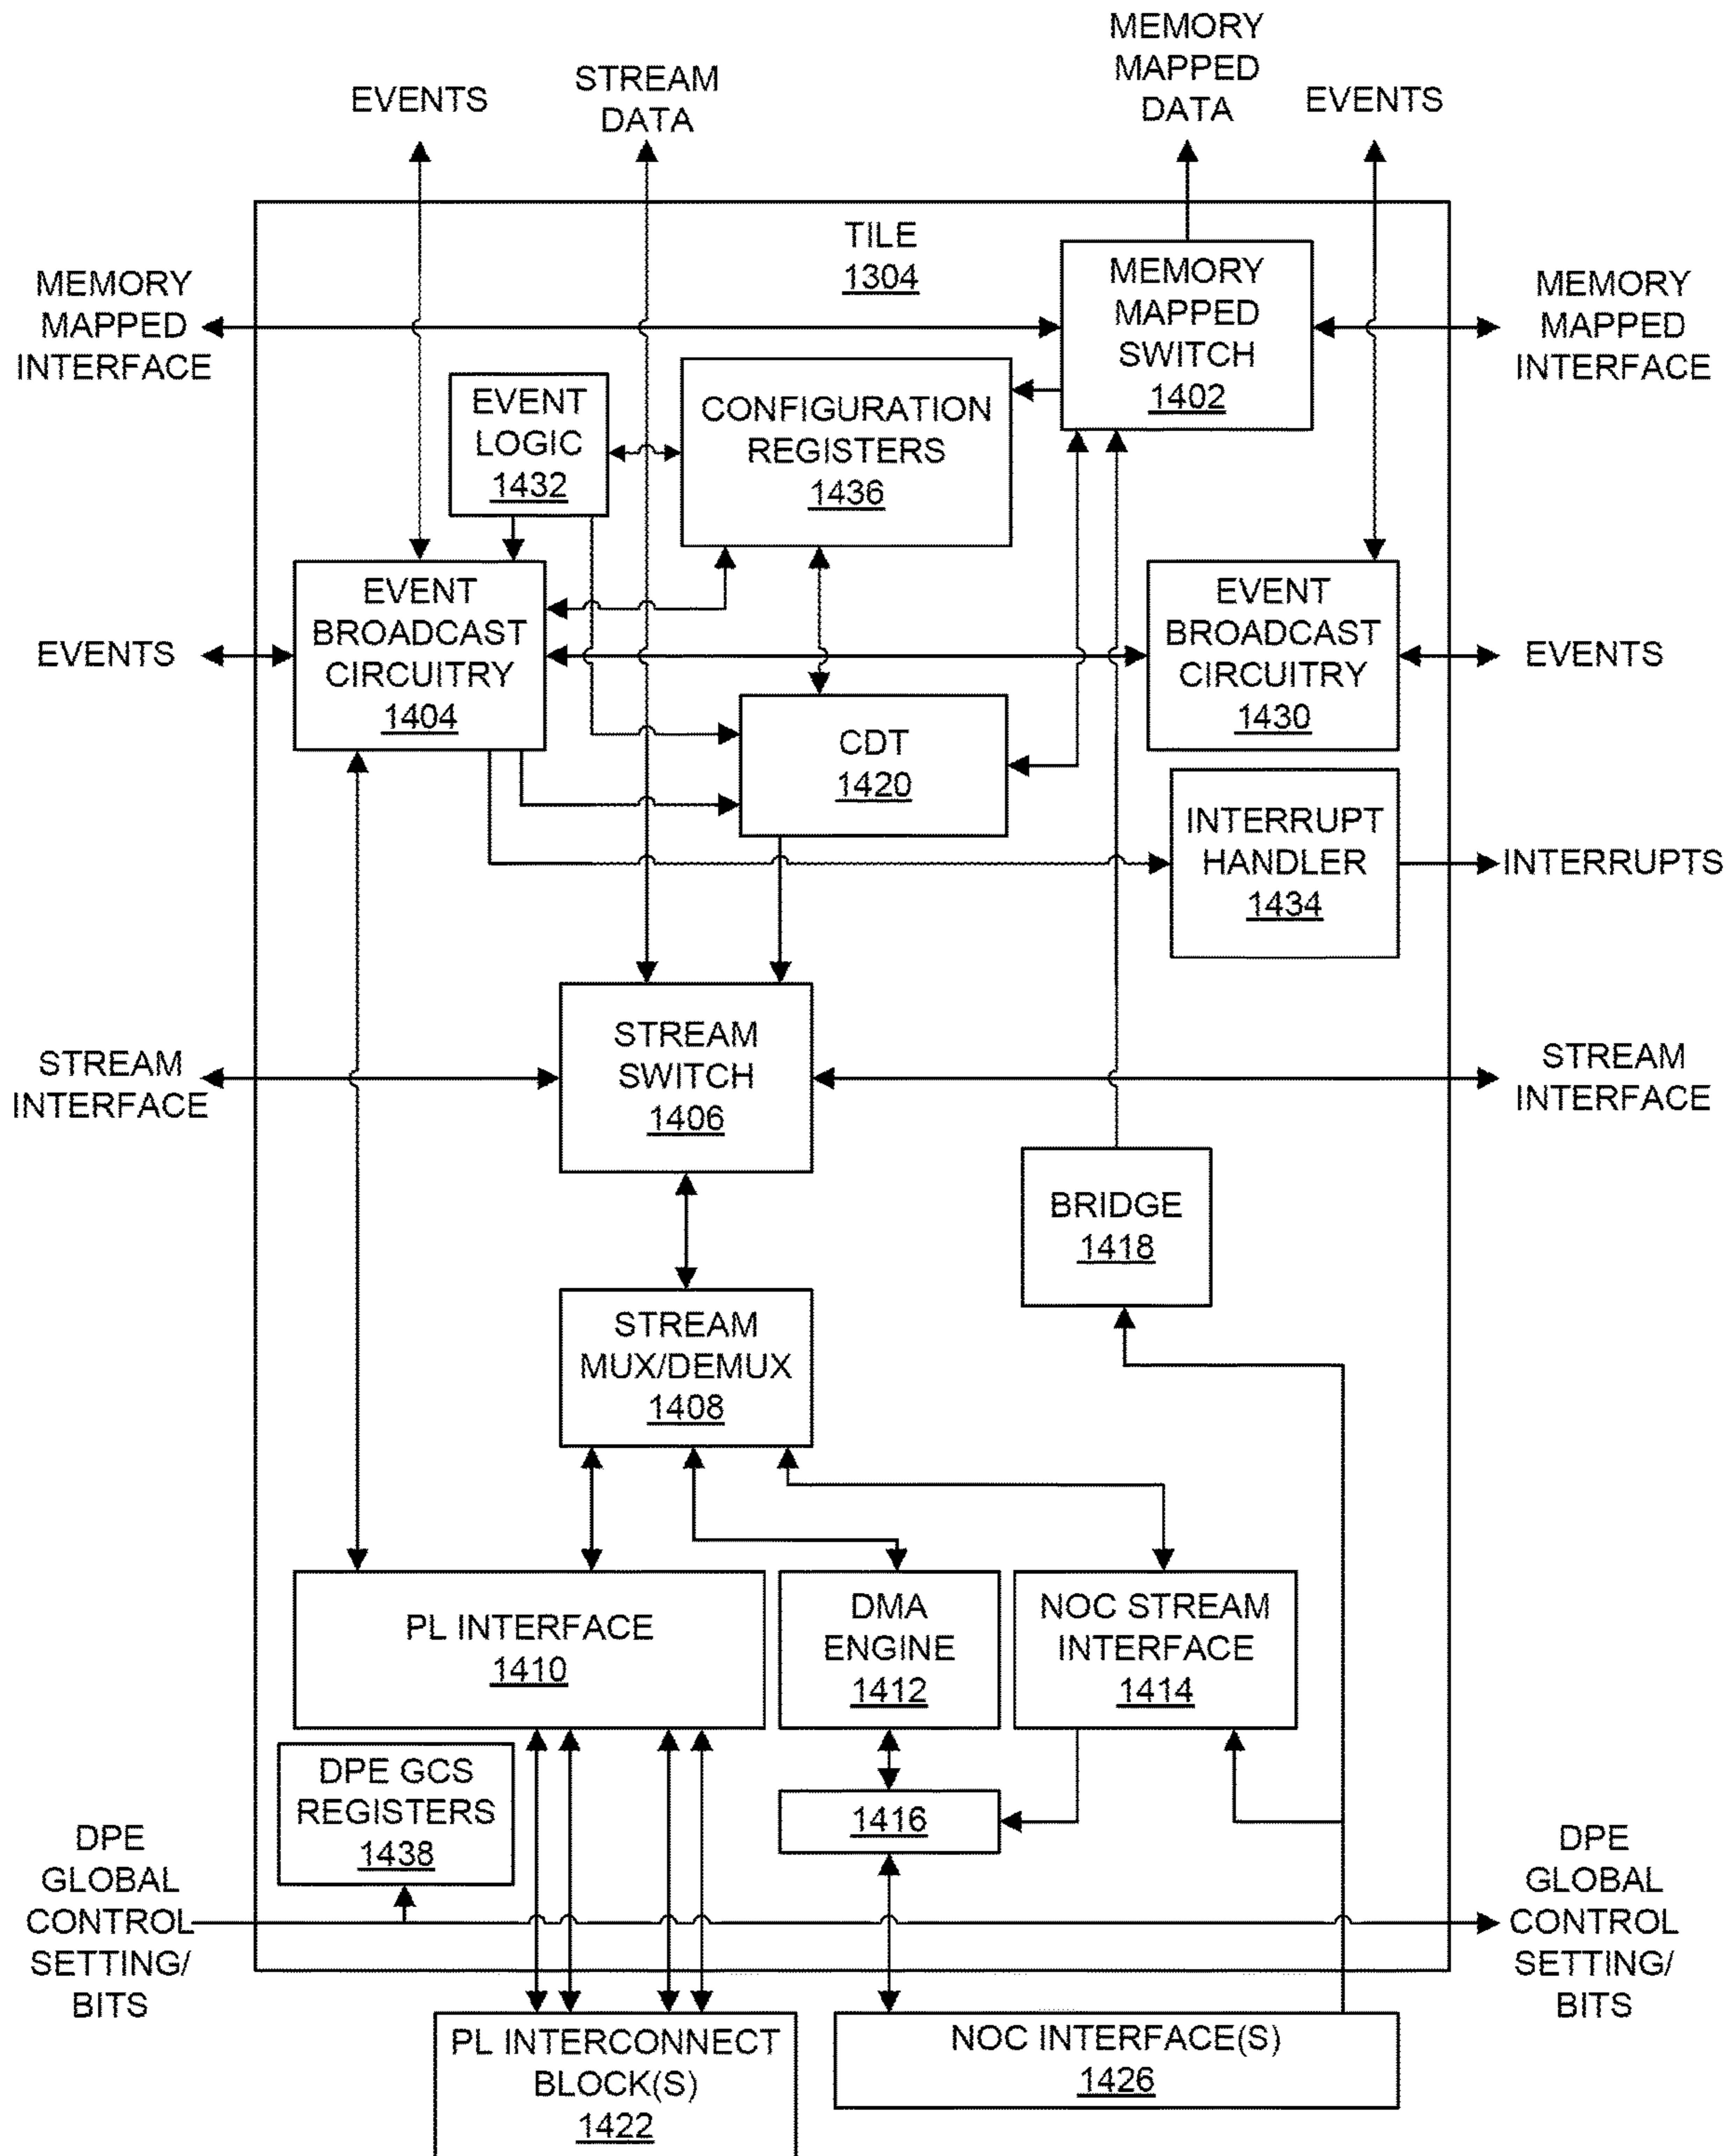 MEMORY
MAPPED
DATA
STREAM
DATA
EVENTS
EVENTS
TILE
1304
MEMORY
MAPPED
SWITCH
1402
MEMORY
MAPPED
INTERFACE
MEMORY
MAPPED
INTERFACE
EVENT
LOGIC
1432
CONFIGURATION
REGISTERS
1436
EVENTS
EVENT
BROADCAST
CIRCUITRY
1404
EVENT
BROADCAST
CIRCUITRY
1430
EVENTS
CDT
1420
INTERRUPT
HANDLER
1434
INTERRUPTS
STREAM
INTERFACE
STREAM
SWITCH
1406
STREAM
INTERFACE
BRIDGE
1418
STREAM
MUX/DEMUX
1408
PL INTERFACE
1410
DMA
ENGINE
1412
NOC STREAM
INTERFACE
1414
DPE GCS
REGISTERS
1438
1416
DPE
GLOBAL
CONTROL
SETTING/
BITS
DPE
GLOBAL
CONTROL
SETTING/
BITS
PL INTERCONNECT
BLOCK(S)
1422
NOC INTERFACE(S)
1426